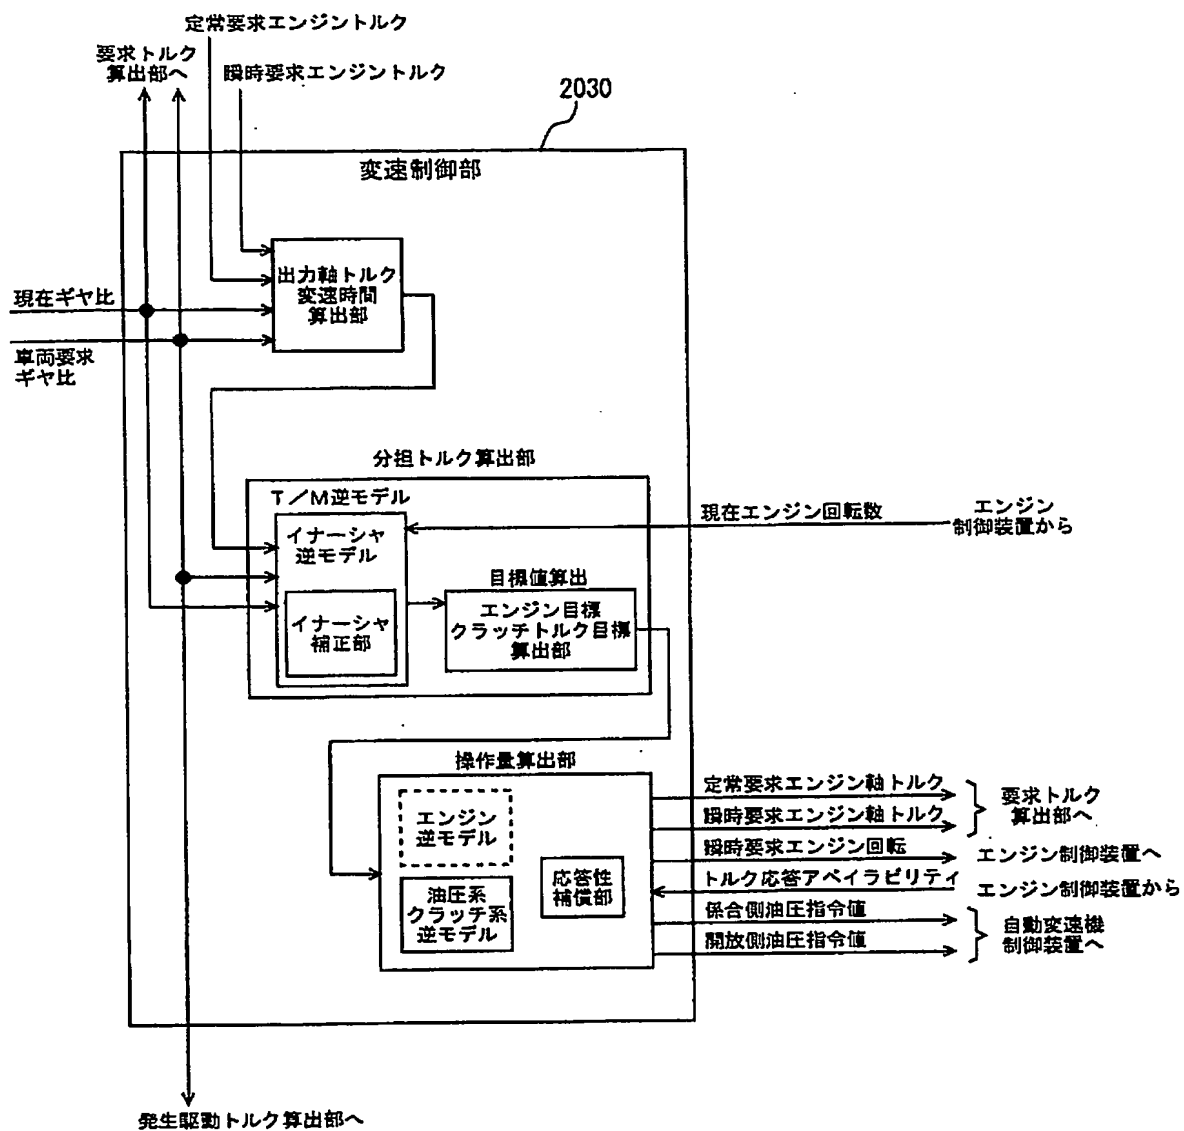 定常要求エンジントルク
要求トルク
算出部へ
瞬時要求エンジントルク
2030
変速制御部
出力軸トルク
変速時間
算出部
現在ギヤ比
車両要求
ギヤ比
分担トルク算出部
T/M逆モデル
イナーシャ
逆モデル
イナーシャ
補正部
現在エンジン回転数
エンジン
制御装置から
目標値算出
エンジン目標
クラッチトルク目標
算出部
操作量算出部
エンジン
逆モデル
油圧系
クラッチ系
逆モデル
応答性
補償部
定常要求エンジン軸トルク
瞬時要求エンジン軸トルク
要求トルク
算出部へ
瞬時要求エンジン回転
エンジン制御装置へ
トルク応答アベイラビリティ
エンジン制御装置から
係合側油圧指令値
開放側油圧指令値
自動変速機
制御装置へ
発生駆動トルク算出部へ